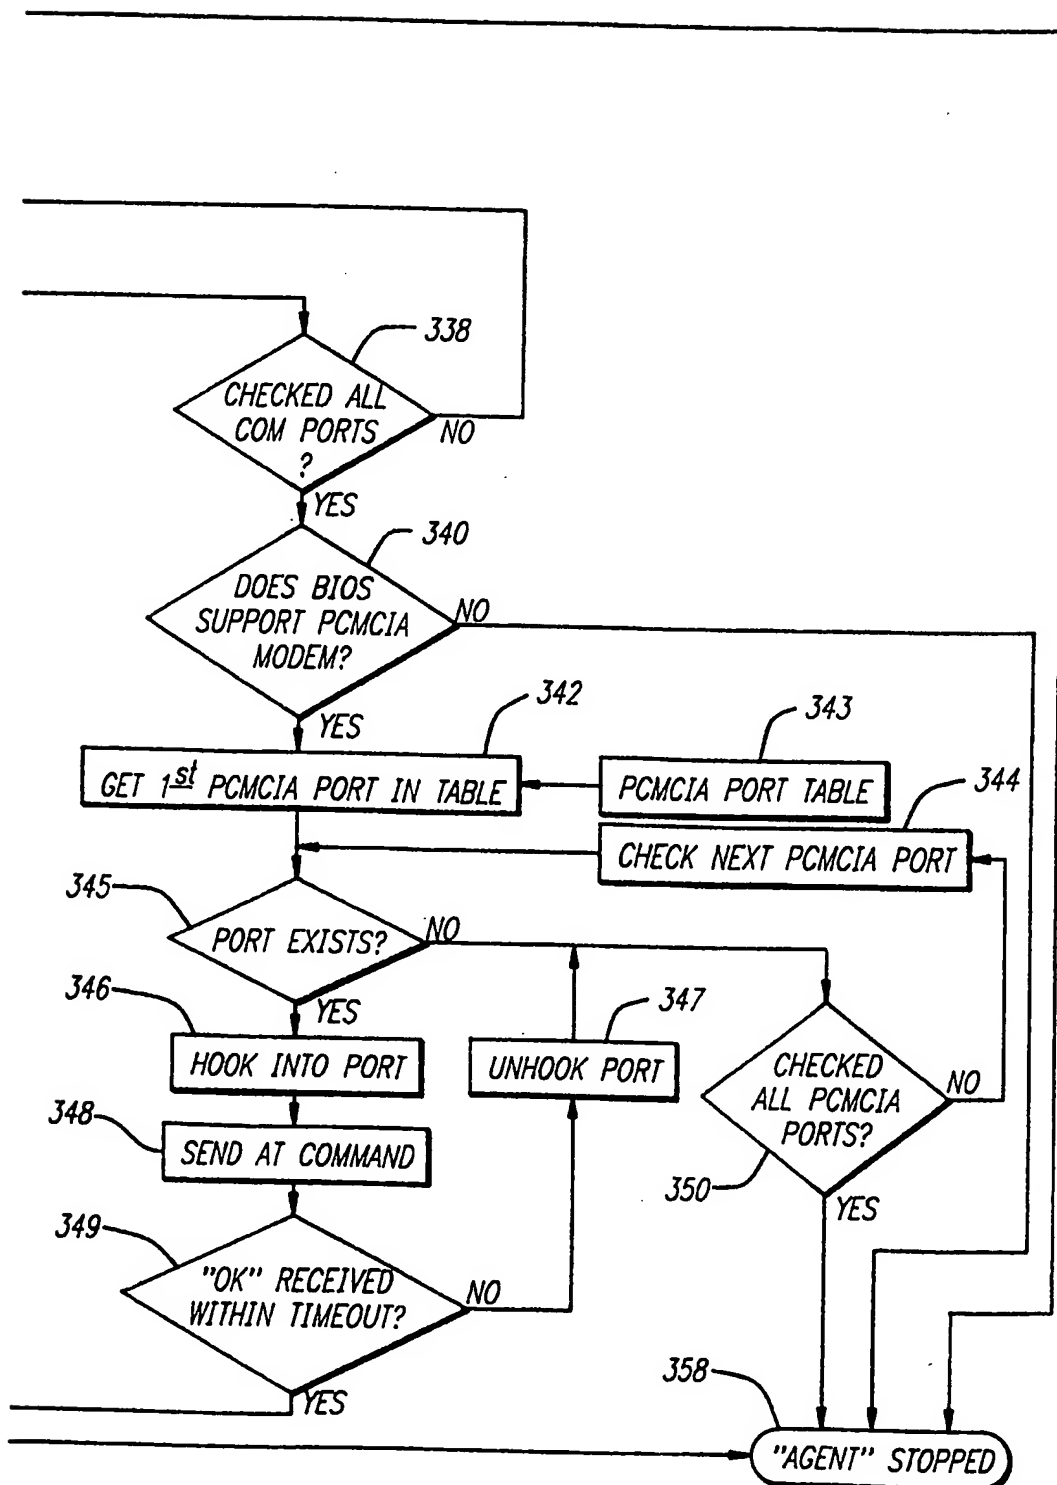 338
CHECKED ALL
COM PORTS
?
NO
YES
340
DOES BIOS
SUPPORT PCMCIA
MODEM?
NO
YES
342
GET 1st PCMCIA PORT IN TABLE
343
PCMCIA PORT TABLE
344
CHECK NEXT PCMCIA PORT
345
PORT EXISTS?
NO
YES
346
HOOK INTO PORT
347
UNHOOK PORT
CHECKED
ALL PCMCIA
PORTS?
NO
350
YES
348
SEND AT COMMAND
349
"OK" RECEIVED
WITHIN TIMEOUT?
NO
YES
358
"AGENT" STOPPED